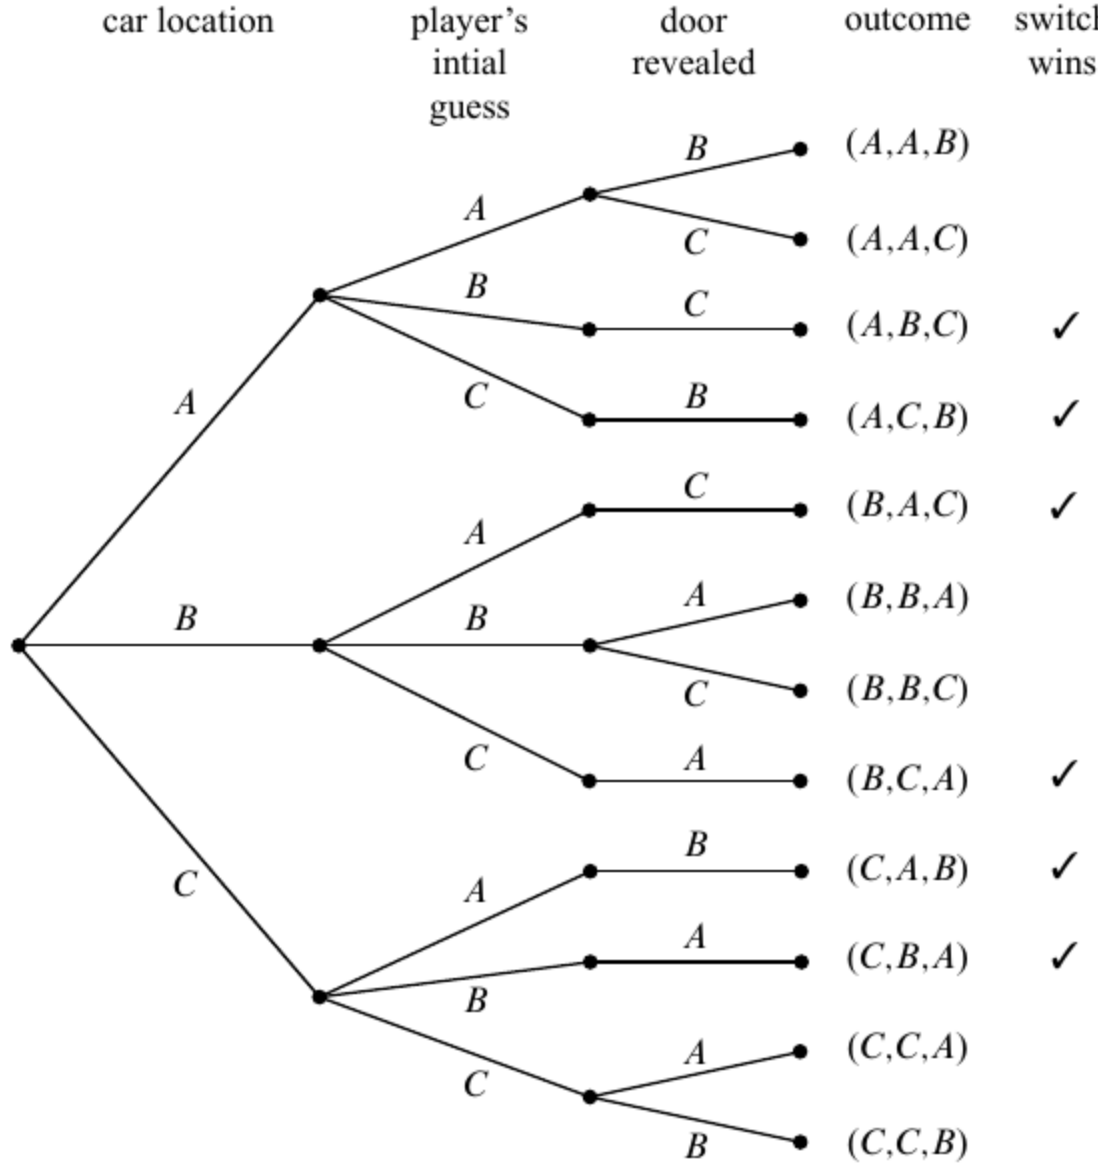 car location player's door outcome switch
intial revealed wins
guess
B (A,A,B)
A
C (A,A,C)
B C (A,B,C) ✓
A C B (A,C,B) ✓
C (B,A,C) ✓
A
A (B,B,A)
B B
C (B,B,C)
C A (B,C,A) ✓
B (C,A,B) ✓
C A
A (C,B,A) ✓
B
A (C,C,A)
C
B (C,C,B)